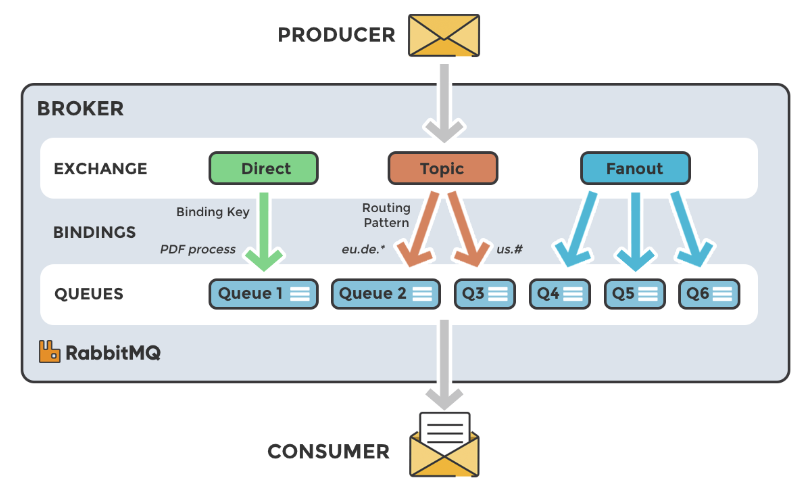 PRODUCER
BROKER
EXCHANGE
Direct
Topic
Fanout
Binding Key
Routing
Pattern
BINDINGS
PDF process
eu.de.*
us.#
QUEUES
Queue 1
Queue 2
Q3
Q4
Q5
Q6
RabbitMQ
CONSUMER